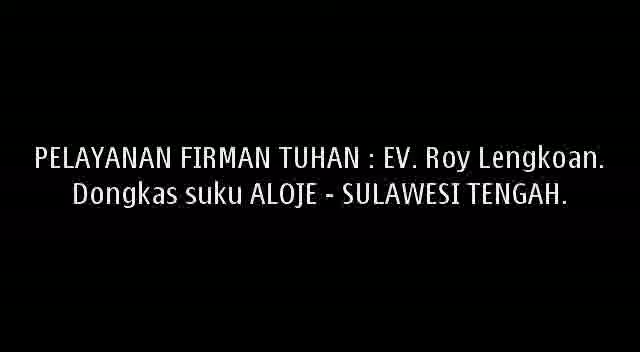 PELAYANAN FIRMAN TUHAN : EV. Roy Lengkoan.
Dongkas suku ALOJE - SULAWESI TENGAH.